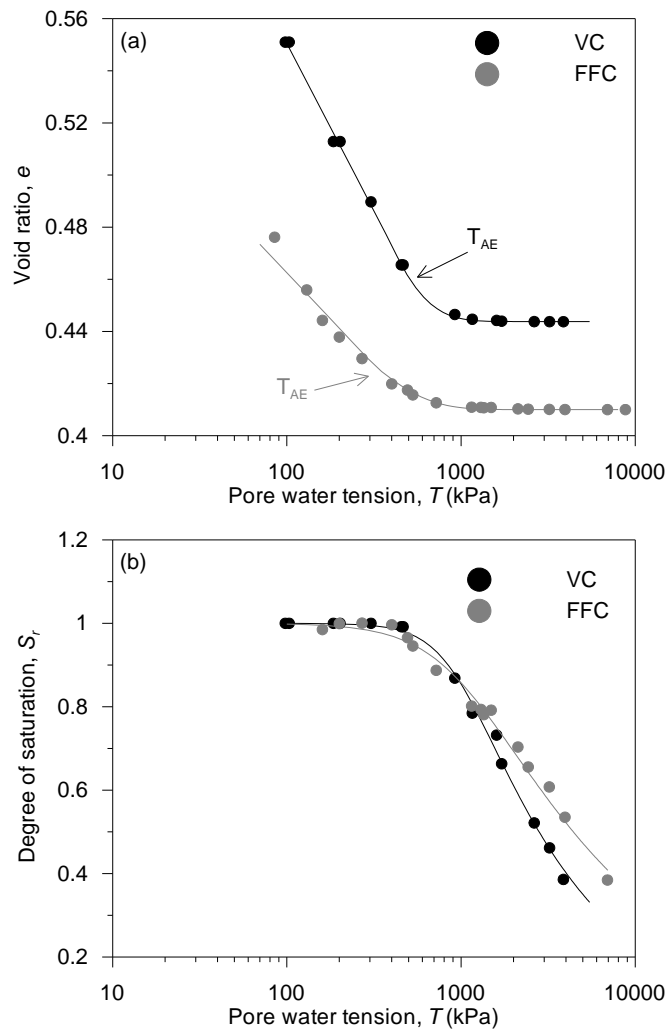 (a)
VC
FFC
0.56
0.52
0.48
0.44
0.4
Void ratio, e
T_AE
T_AE
10
100
1000
10000
Pore water tension, T (kPa)
(b)
VC
FFC
1.2
1
0.8
0.6
0.4
0.2
Degree of saturation, S_r
10
100
1000
10000
Pore water tension, T (kPa)